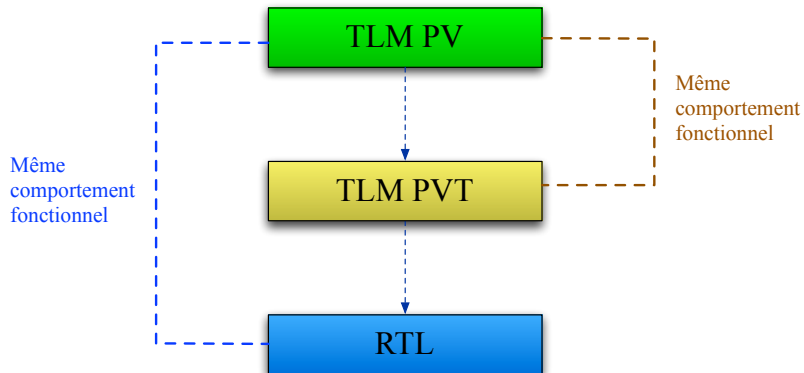 TLM PV
Même
comportement
fonctionnel
Même
comportement
fonctionnel
TLM PVT
RTL